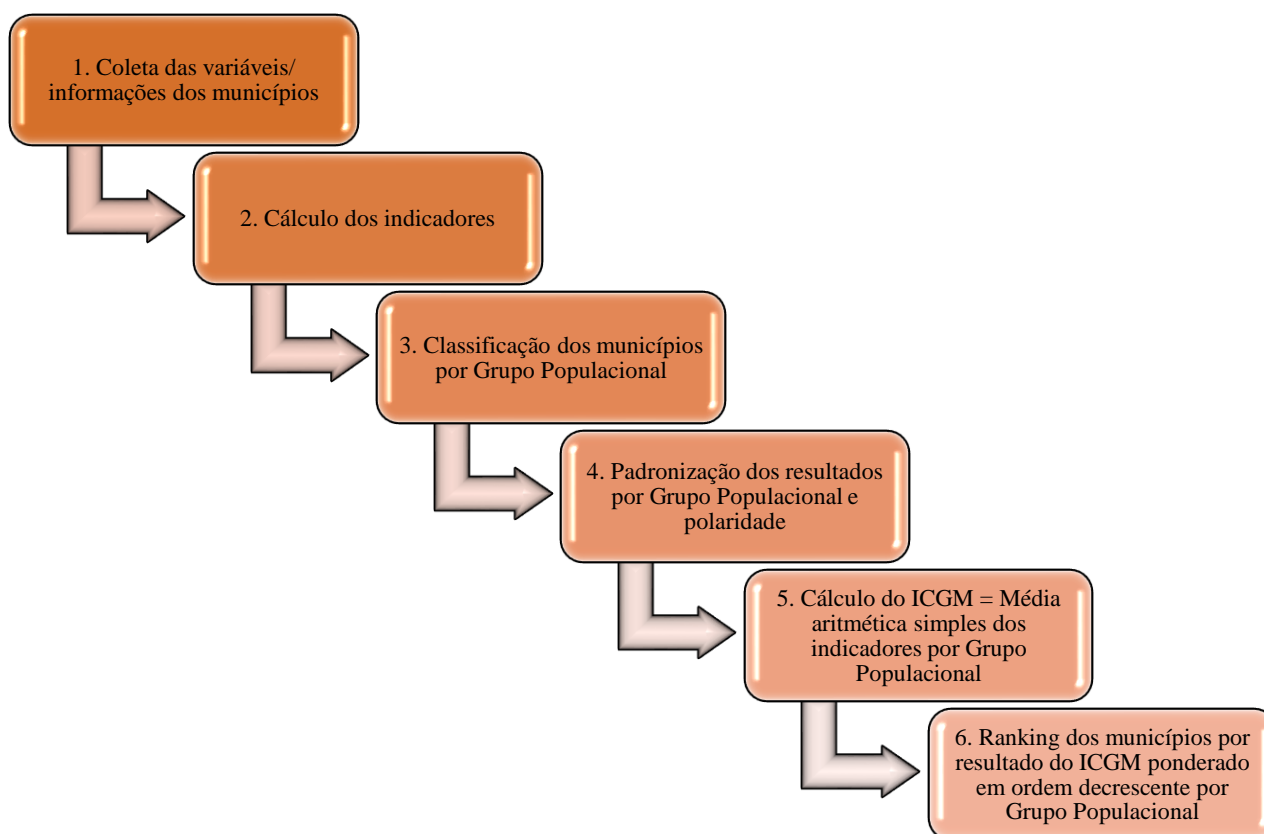 1. Coleta das variáveis/
informações dos municípios
2. Cálculo dos indicadores
3. Classificação dos municípios
por Grupo Populacional
4. Padronização dos resultados
por Grupo Populacional e
polaridade
5. Cálculo do ICGM = Média
aritmética simples dos
indicadores por Grupo
Populacional
6. Ranking dos municípios por
resultado do ICGM ponderado
em ordem decrescente por
Grupo Populacional